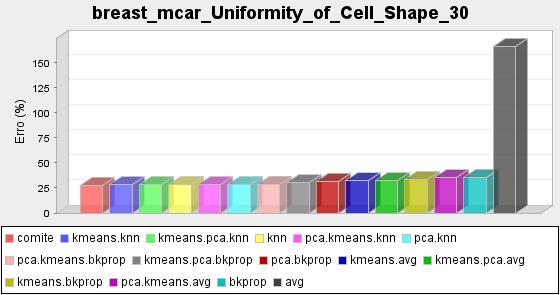 breast_mcar_Uniformity_of_Cell_Shape_30
150
125
100
75
50
25
0
Erro (%)
comite kmeans.knn kmeans.pca.knn knn pca.kmeans.knn pca.knn
pca.kmeans.bkprop kmeans.pca.bkprop pca.bkprop kmeans.avg kmeans.pca.avg
kmeans.bkprop pca.kmeans.avg bkprop avg